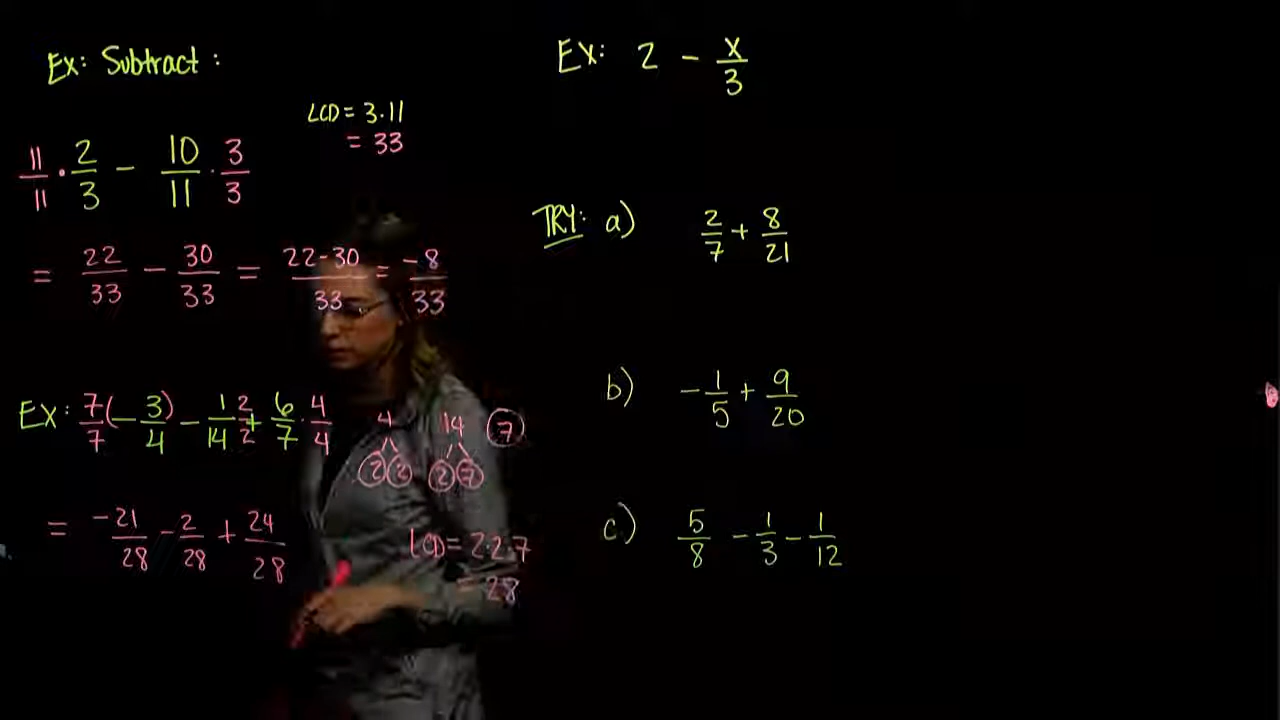 Ex: Subtract:
LCD = 3·11
= 33
11/11 · 2/3 - 10/11 · 3/3
= 22/33 - 30/33 = 22-30/33 = -8/33
EX: 7/7(-3/4) - 1/14 2/2 + 6/7 · 4/4
4 14 7
2 2 2 7
= -21/28 - 2/28 + 24/28
LCD = 2·2·7
= 28
Ex: 2 - x/3
TRY: a) 2/7 + 8/21
b) -1/5 + 9/20
c) 5/8 - 1/3 - 1/12